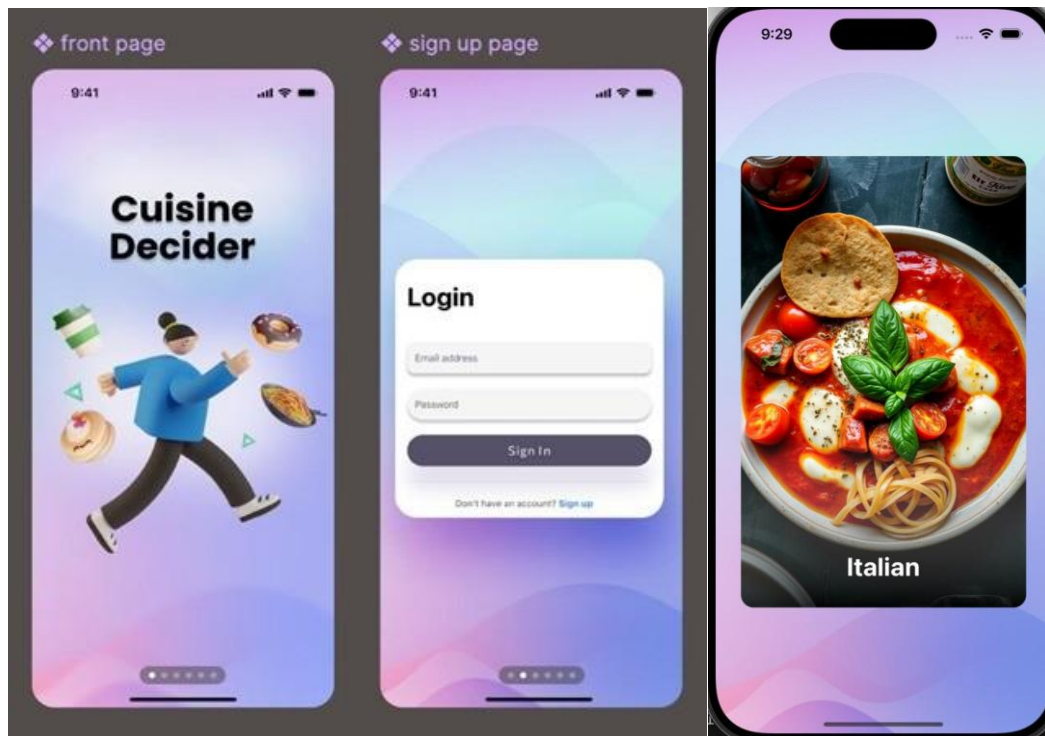 front page
9:41
Cuisine
Decider
sign up page
9:41
Login
Email address
Password
Sign In
Don't have an account? Sign up
9:29
Italian